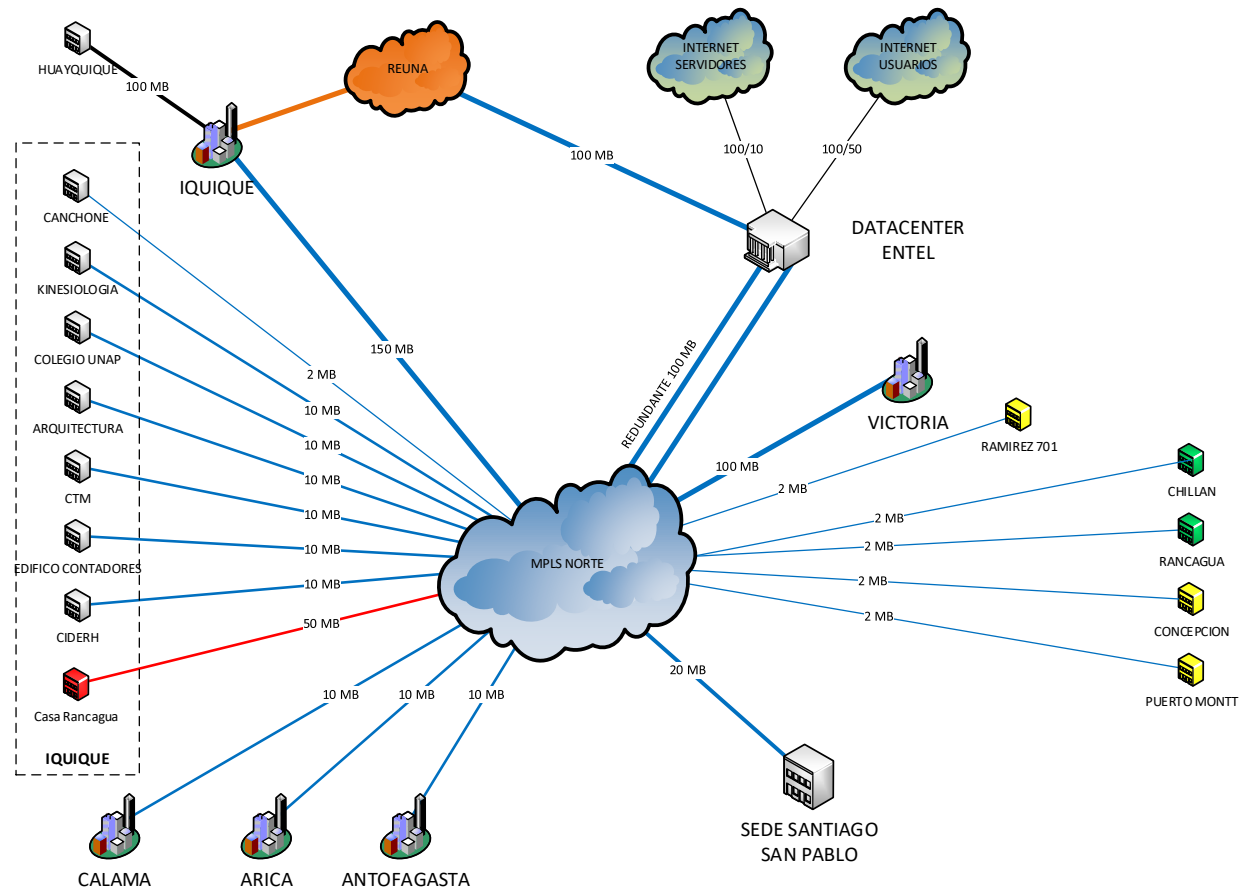 HUAYQUIQUE
100 MB
REUNA
INTERNET
SERVIDORES
INTERNET
USUARIOS
IQUIQUE
100 MB
100/10
100/50
DATACENTER
ENTEL
CANCHONE
KINESIOLOGIA
COLEGIO UNAP
ARQUITECTURA
CTM
EDIFICO CONTADORES
CIDERH
Casa Rancagua
IQUIQUE
150 MB
2 MB
10 MB
10 MB
10 MB
10 MB
10 MB
10 MB
50 MB
REDUNDANTE 100 MB
MPLS NORTE
VICTORIA
100 MB
RAMIREZ 701
2 MB
CHILLAN
2 MB
RANCAGUA
2 MB
CONCEPCION
2 MB
PUERTO MONTT
2 MB
20 MB
SEDE SANTIAGO
SAN PABLO
10 MB
10 MB
10 MB
CALAMA
ARICA
ANTOFAGASTA